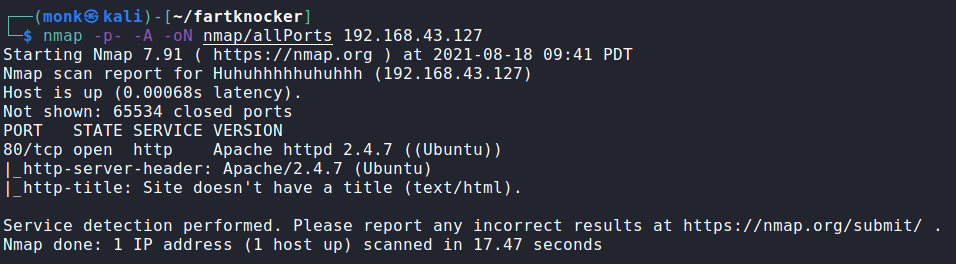 ┌──(monk㉿kali)-[~/fartknocker]
└─$ nmap -p- -A -oN nmap/allPorts 192.168.43.127
Starting Nmap 7.91 ( https://nmap.org ) at 2021-08-18 09:41 PDT
Nmap scan report for Huhuhhhhhuhuhhh (192.168.43.127)
Host is up (0.00068s latency).
Not shown: 65534 closed ports
PORT   STATE SERVICE VERSION
80/tcp open  http    Apache httpd 2.4.7 ((Ubuntu))
|_http-server-header: Apache/2.4.7 (Ubuntu)
|_http-title: Site doesn't have a title (text/html).
Service detection performed. Please report any incorrect results at https://nmap.org/submit/ .
Nmap done: 1 IP address (1 host up) scanned in 17.47 seconds